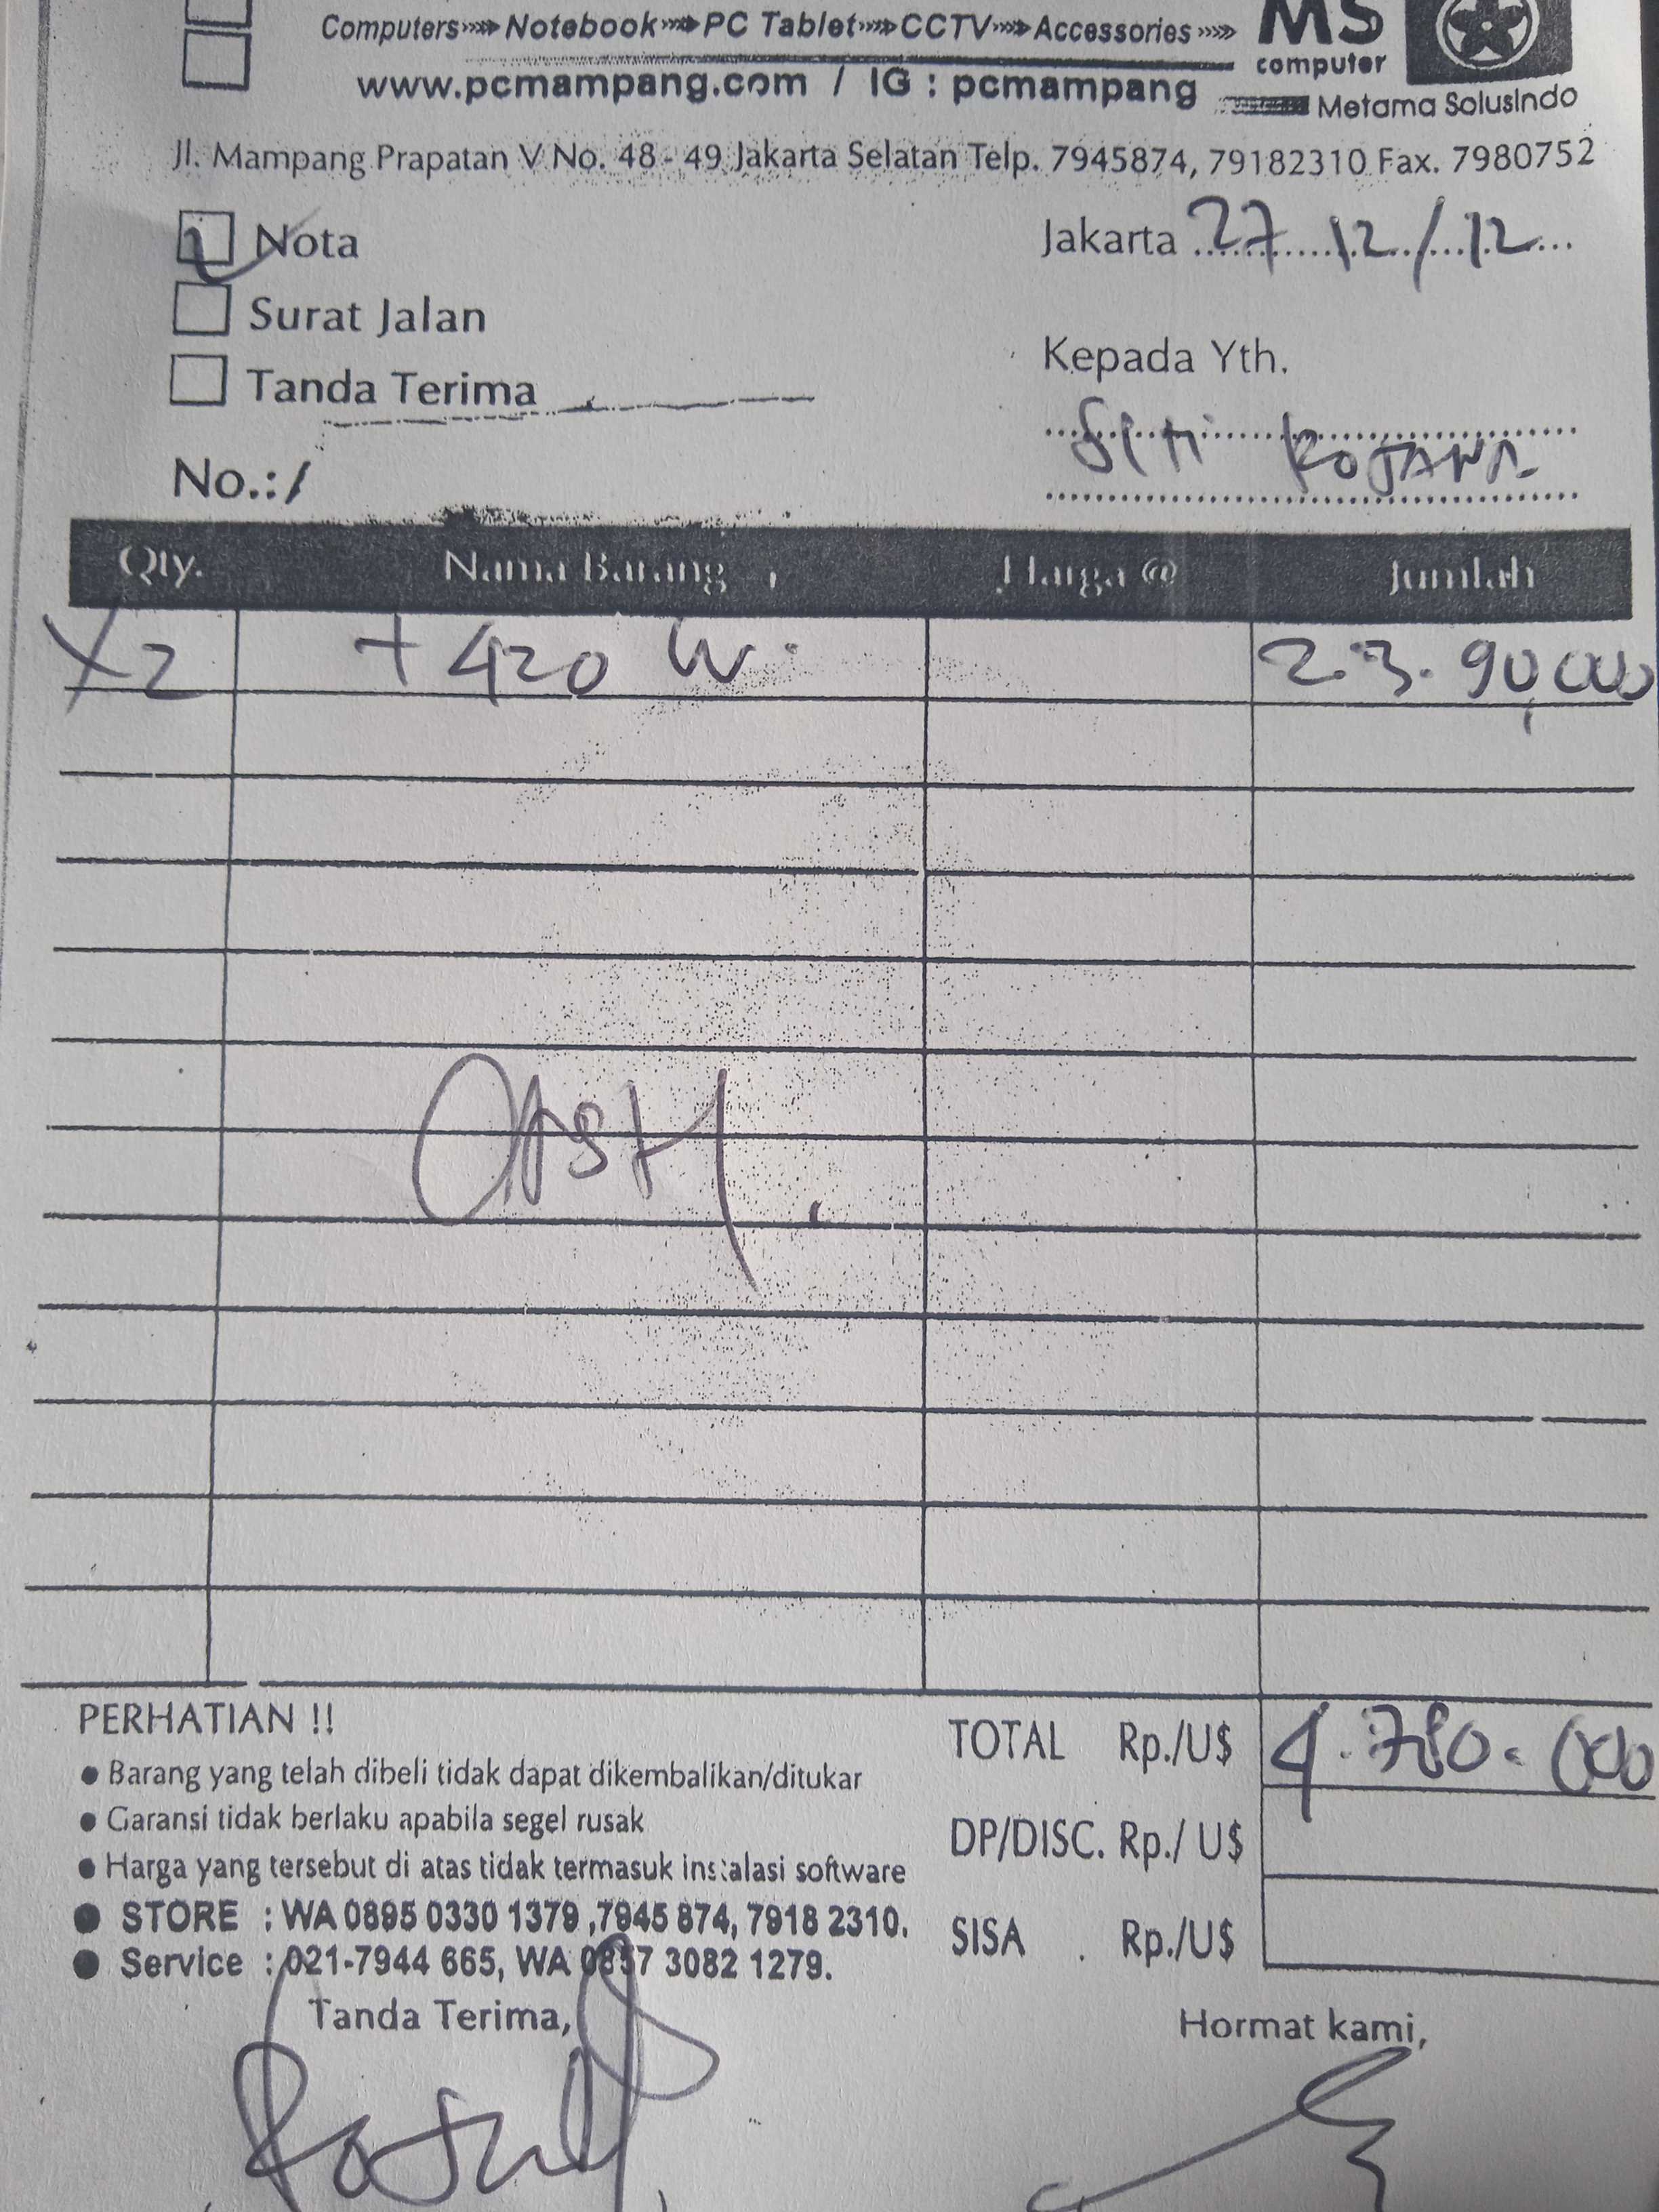 Computers Notebook PC Tablet CCTV Accessories
MS
computer
www.pcmampang.com / IG : pcmampang
Metama Solusindo
Jl. Mampang Prapatan V No. 48 - 49 Jakarta Selatan Telp. 7945874, 79182310 Fax. 7980752
Nota
Jakarta 27 12/12
Surat Jalan
Kepada Yth.
Tanda Terima
Siti
No.:
Qty. Nama Barang Harga @ Jumlah
X2 T420 W. 2.3.90,000
CASH.
PERHATIAN !!
TOTAL Rp./U$ 4.780.000
• Barang yang telah dibeli tidak dapat dikembalikan/ditukar
• Garansi tidak berlaku apabila segel rusak
DP/DISC. Rp./ U$
• Harga yang tersebut di atas tidak termasuk instalasi software
● STORE : WA 0895 0330 1379 ,7945 874, 7918 2310.
SISA Rp./U$
● Service : 021-7944 665, WA 0857 3082 1279.
Tanda Terima,
Hormat kami,